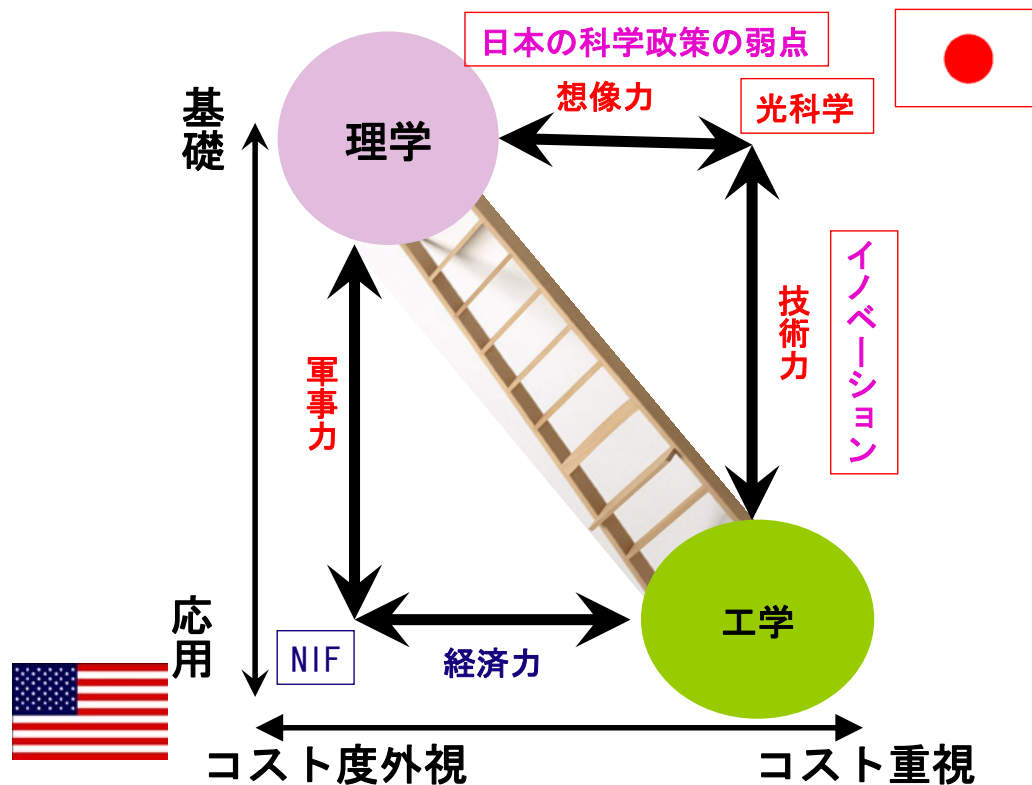 日本の科学政策の弱点
想像力
光科学
基礎
理学
イノベーション
技術力
軍事力
応用
工学
NIF
経済力
コスト度外視
コスト重視